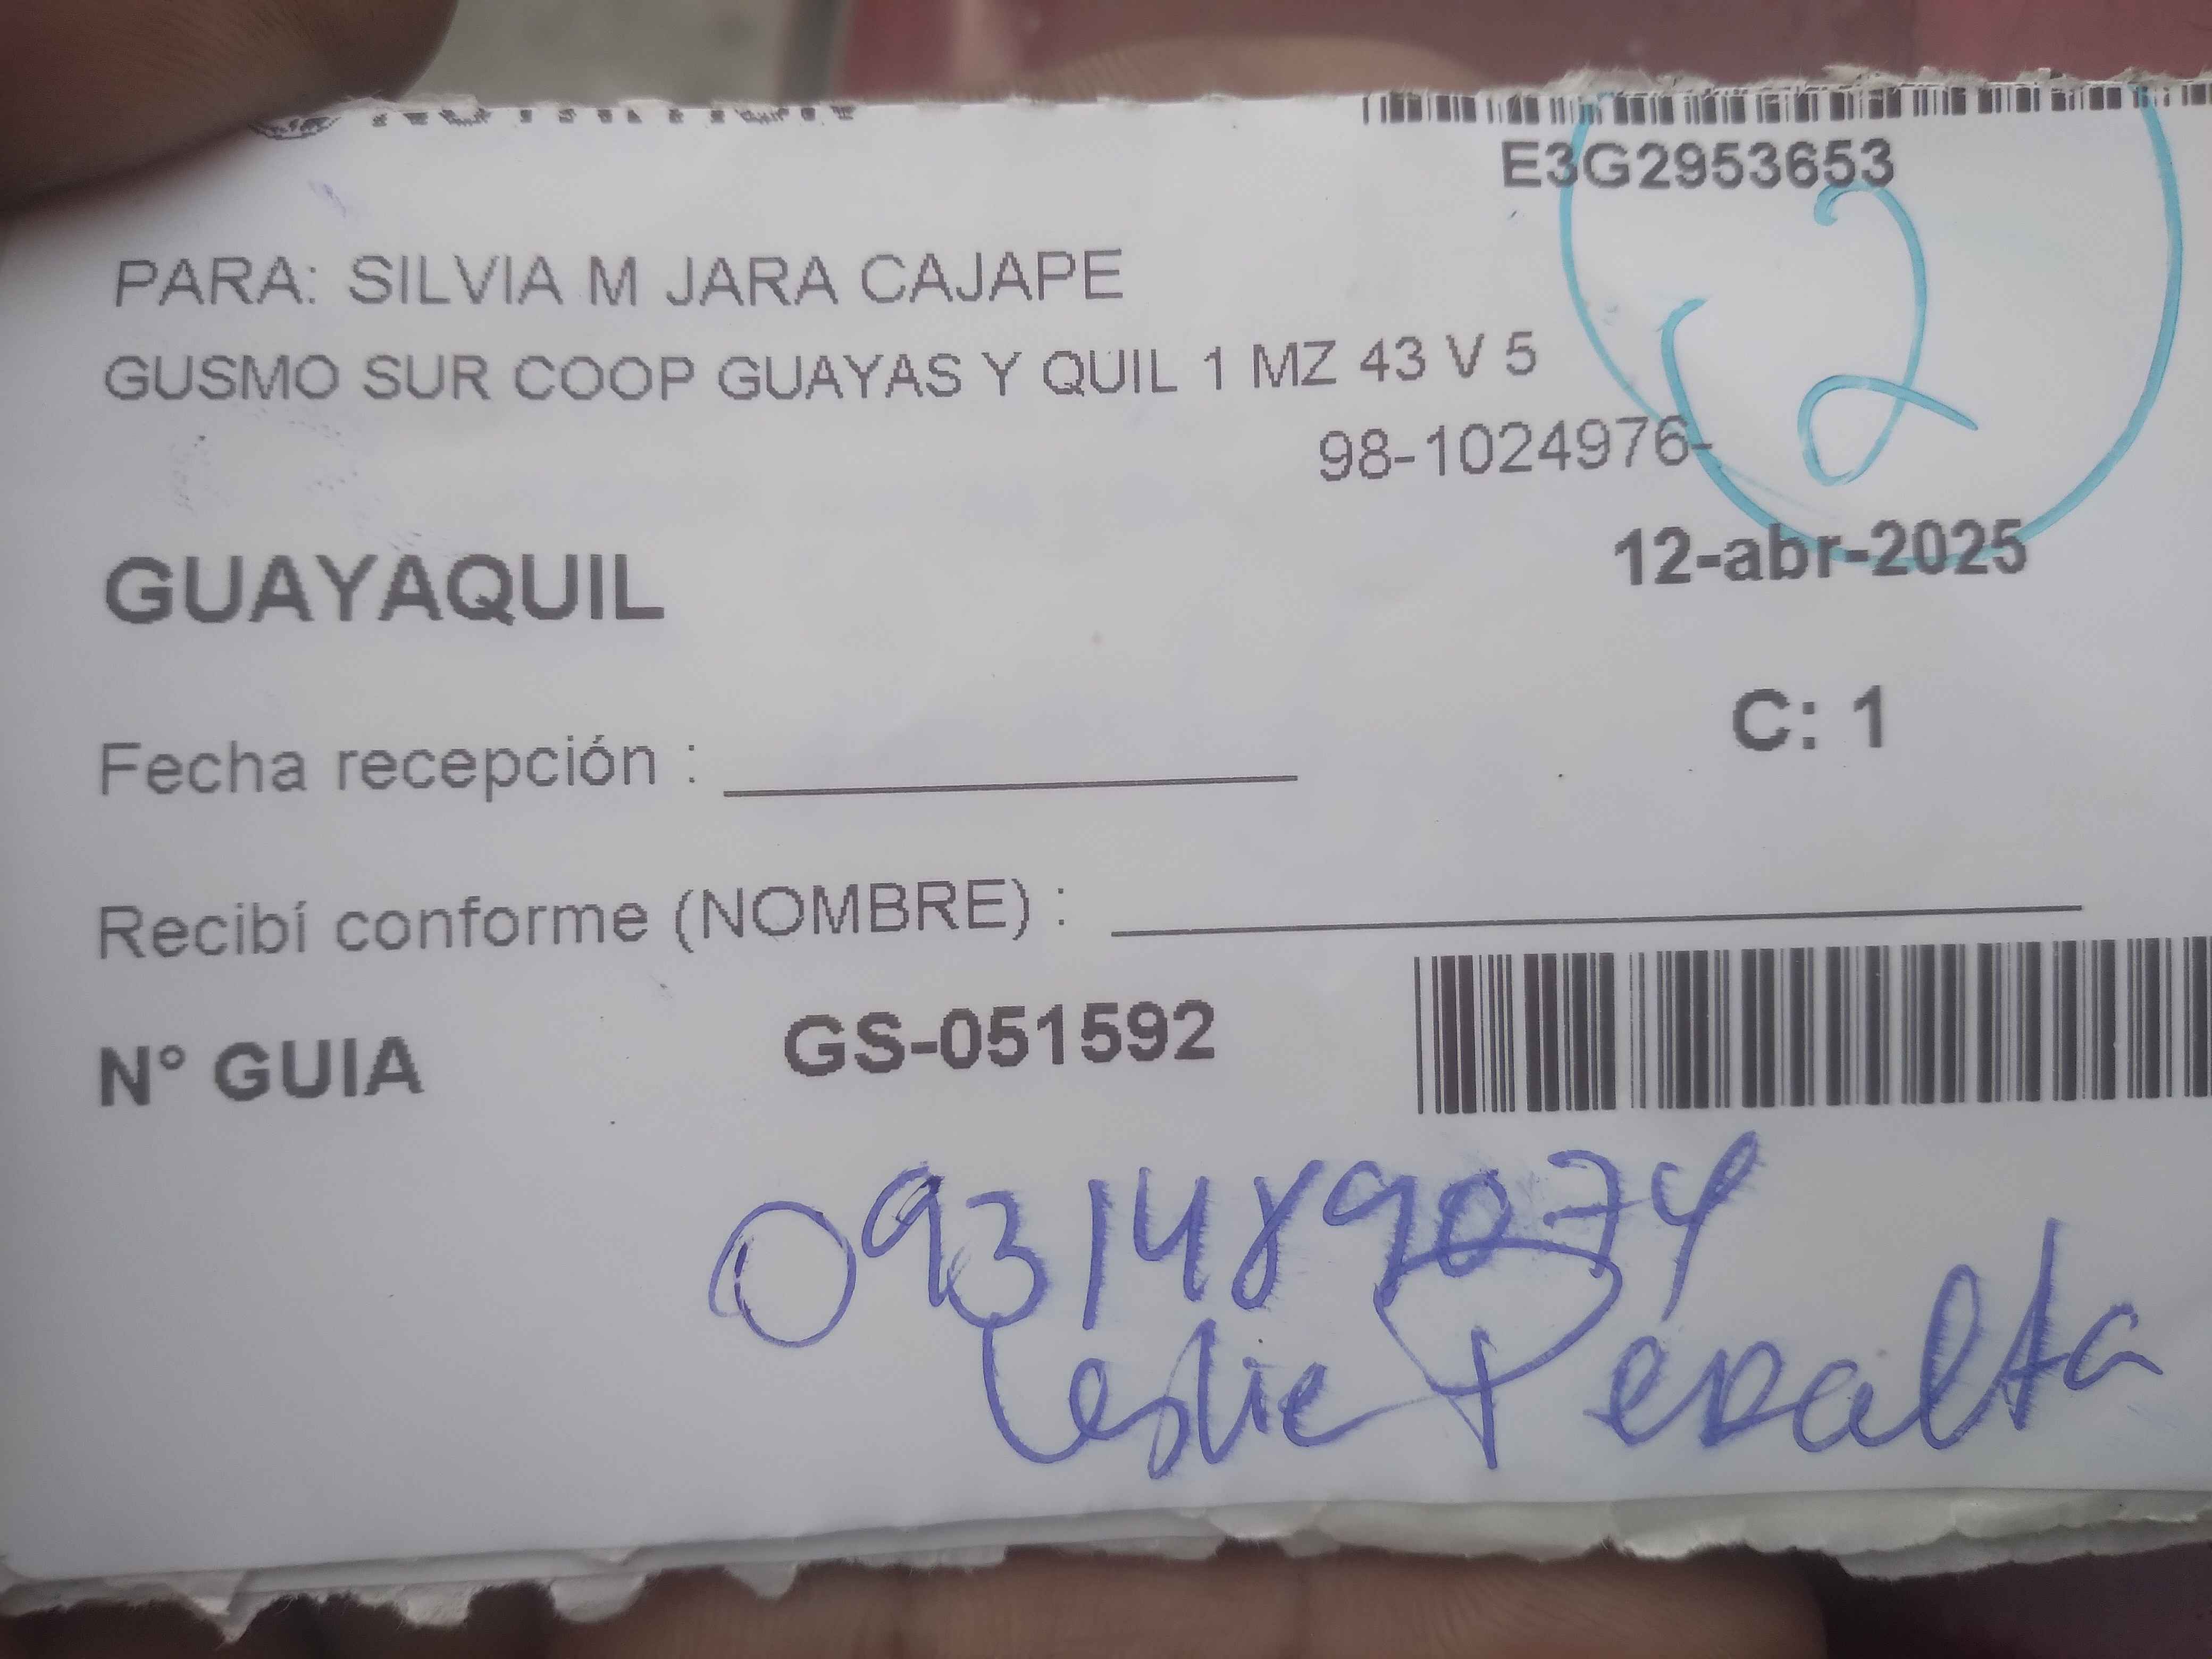 E3G2953653
2
PARA: SILVIA M JARA CAJAPE
GUSMO SUR COOP GUAYAS Y QUIL 1 MZ 43 V 5
98-1024976-
GUAYAQUIL
12-abr-2025
C: 1
Fecha recepción :
Recibí conforme (NOMBRE) :
N° GUIA GS-051592
0931489074
Leslie Peralta